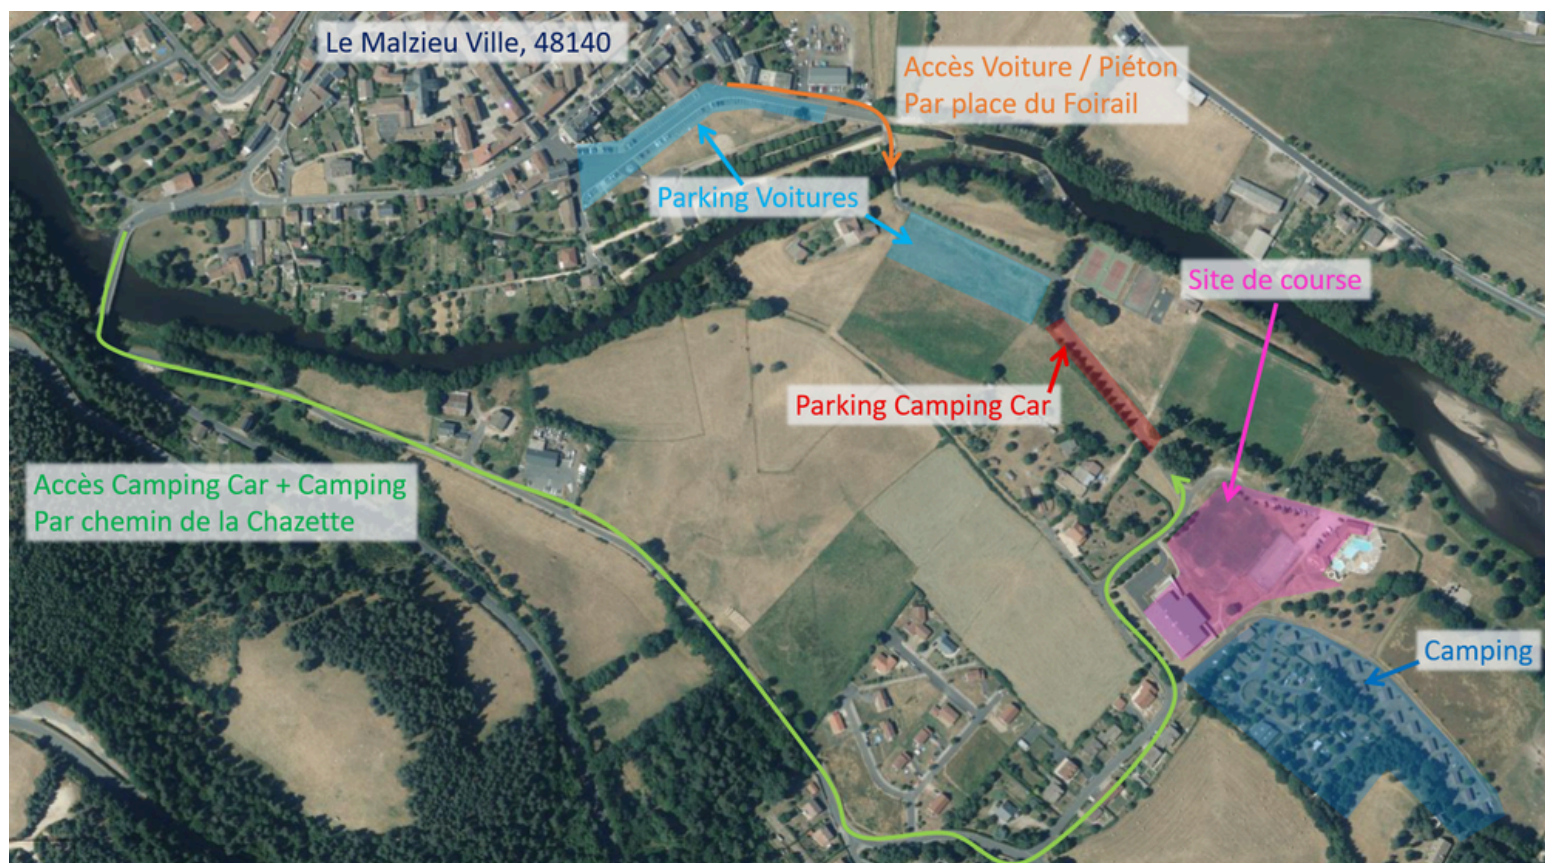 Le Malzieu Ville, 48140
Accès Voiture / Piéton
Par place du Foirail
Parking Voitures
Site de course
Parking Camping Car
Accès Camping Car + Camping
Par chemin de la Chazette
Camping